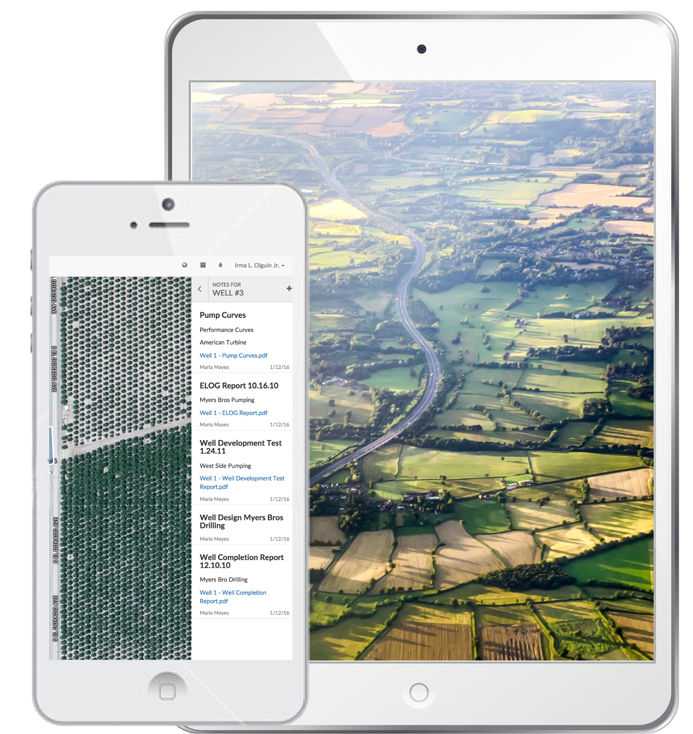 Irma L. Olguin Jr.
NOTES FOR
WELL #3
Pump Curves
Performance Curves
American Turbine
Well 1 - Pump Curves.pdf
Maria Mayes 1/12/16
ELOG Report 10.16.10
Myers Bros Pumping
Well 1 - ELOG Report.pdf
Maria Mayes 1/12/16
Well Development Test
1.24.11
West Side Pumping
Well 1 - Well Development Test
Report.pdf
Maria Mayes 1/12/16
Well Design Myers Bros
Drilling
Maria Mayes 1/12/16
Well Completion Report
12.10.10
Myers Bro Drilling
Well 1 - Well Completion
Report.pdf
Maria Mayes 1/12/16